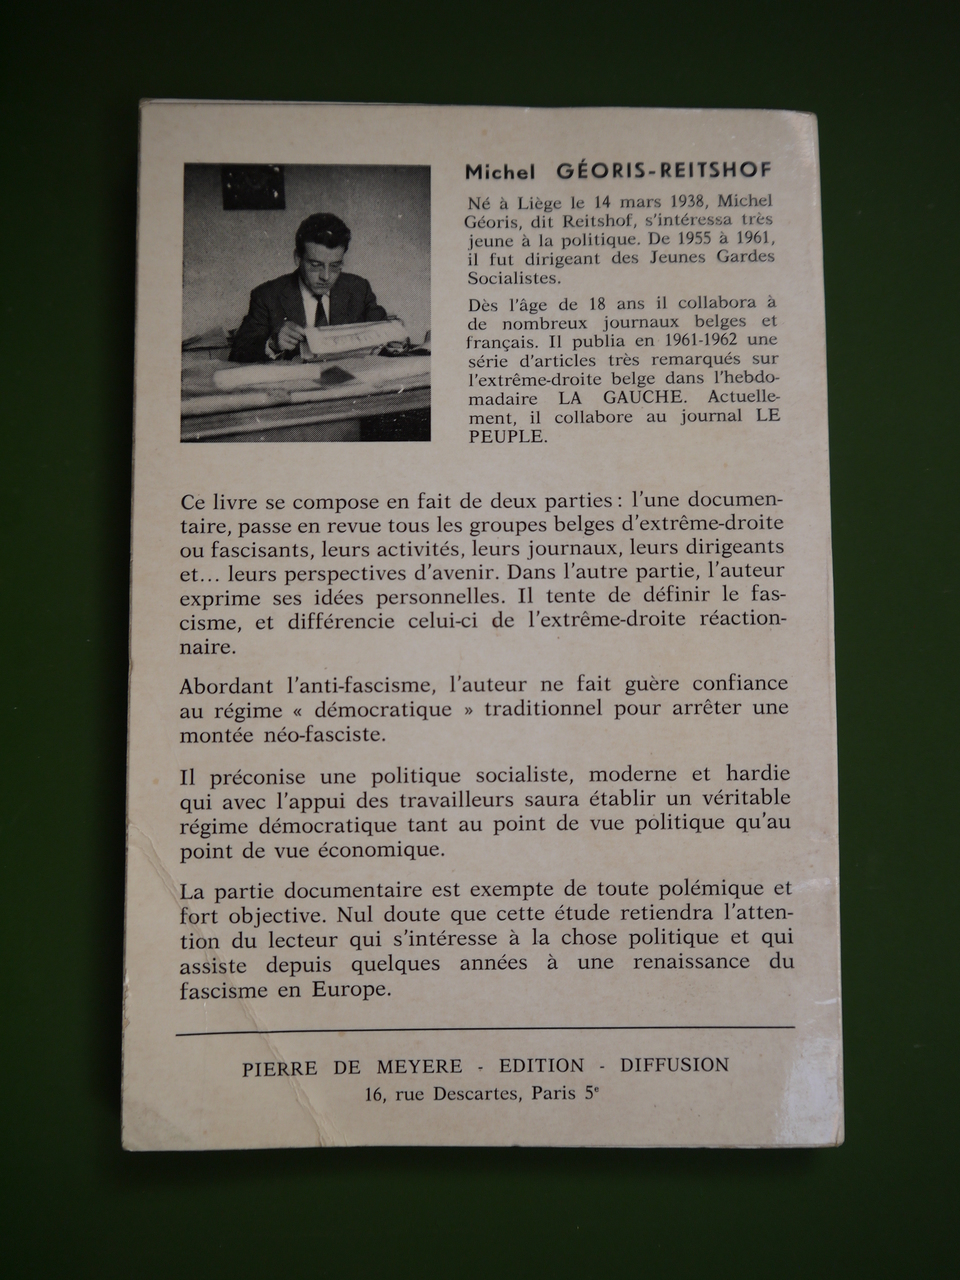 Michel GÉORIS-REITSHOF
Né à Liège le 14 mars 1938, Michel
Géoris, dit Reitshof, s'intéressa très
jeune à la politique. De 1955 à 1961,
il fut dirigeant des Jeunes Gardes
Socialistes.
Dès l'âge de 18 ans il collabora à
de nombreux journaux belges et
français. Il publia en 1961-1962 une
série d'articles très remarqués sur
l'extrême-droite belge dans l'hebdo-
madaire LA GAUCHE. Actuelle-
ment, il collabore au journal LE
PEUPLE.
Ce livre se compose en fait de deux parties : l'une documen-
taire, passe en revue tous les groupes belges d'extrême-droite
ou fascisants, leurs activités, leurs journaux, leurs dirigeants
et... leurs perspectives d'avenir. Dans l'autre partie, l'auteur
exprime ses idées personnelles. Il tente de définir le fas-
cisme, et différencie celui-ci de l'extrême-droite réaction-
naire.
Abordant l'anti-fascisme, l'auteur ne fait guère confiance
au régime « démocratique » traditionnel pour arrêter une
montée néo-fasciste.
Il préconise une politique socialiste, moderne et hardie
qui avec l'appui des travailleurs saura établir un véritable
régime démocratique tant au point de vue politique qu'au
point de vue économique.
La partie documentaire est exempte de toute polémique et
fort objective. Nul doute que cette étude retiendra l'atten-
tion du lecteur qui s'intéresse à la chose politique et qui
assiste depuis quelques années à une renaissance du
fascisme en Europe.
PIERRE DE MEYERE - EDITION - DIFFUSION
16, rue Descartes, Paris 5e